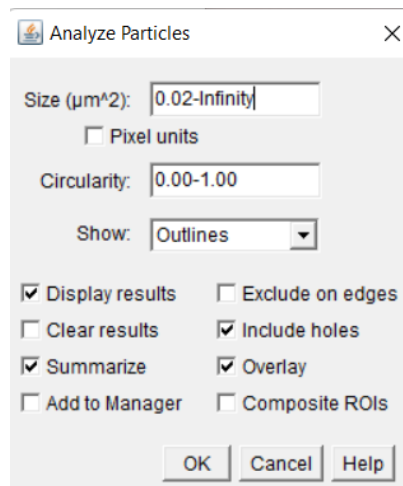 Analyze Particles
Size (µm^2): 0.02-Infinity
Pixel units
Circularity: 0.00-1.00
Show: Outlines
Display results Exclude on edges
Clear results Include holes
Summarize Overlay
Add to Manager Composite ROIs
OK Cancel Help